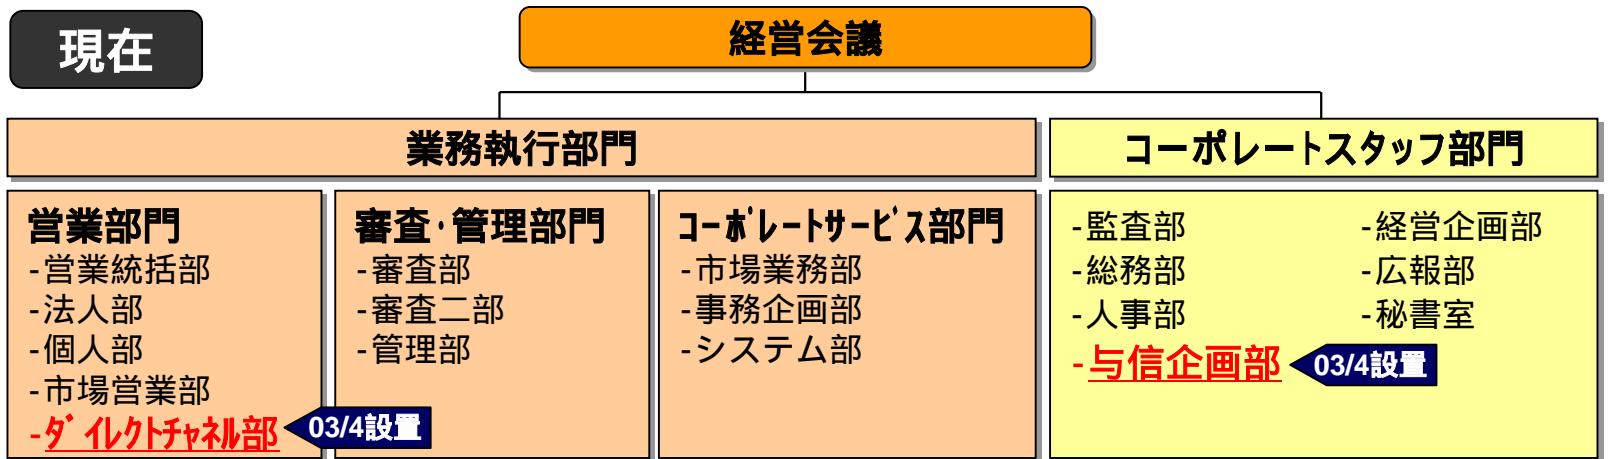 現在
経営会議
業務執行部門
コーポレートスタッフ部門
営業部門
-営業統括部
-法人部
-個人部
-市場営業部
-ﾀﾞｲﾚｸﾄﾁｬﾈﾙ部
03/4設置
審査・管理部門
-審査部
-審査二部
-管理部
ｺｰﾎﾟﾚｰﾄｻｰﾋﾞｽ部門
-市場業務部
-事務企画部
-システム部
-監査部
-総務部
-人事部
-与信企画部
03/4設置
-経営企画部
-広報部
-秘書室